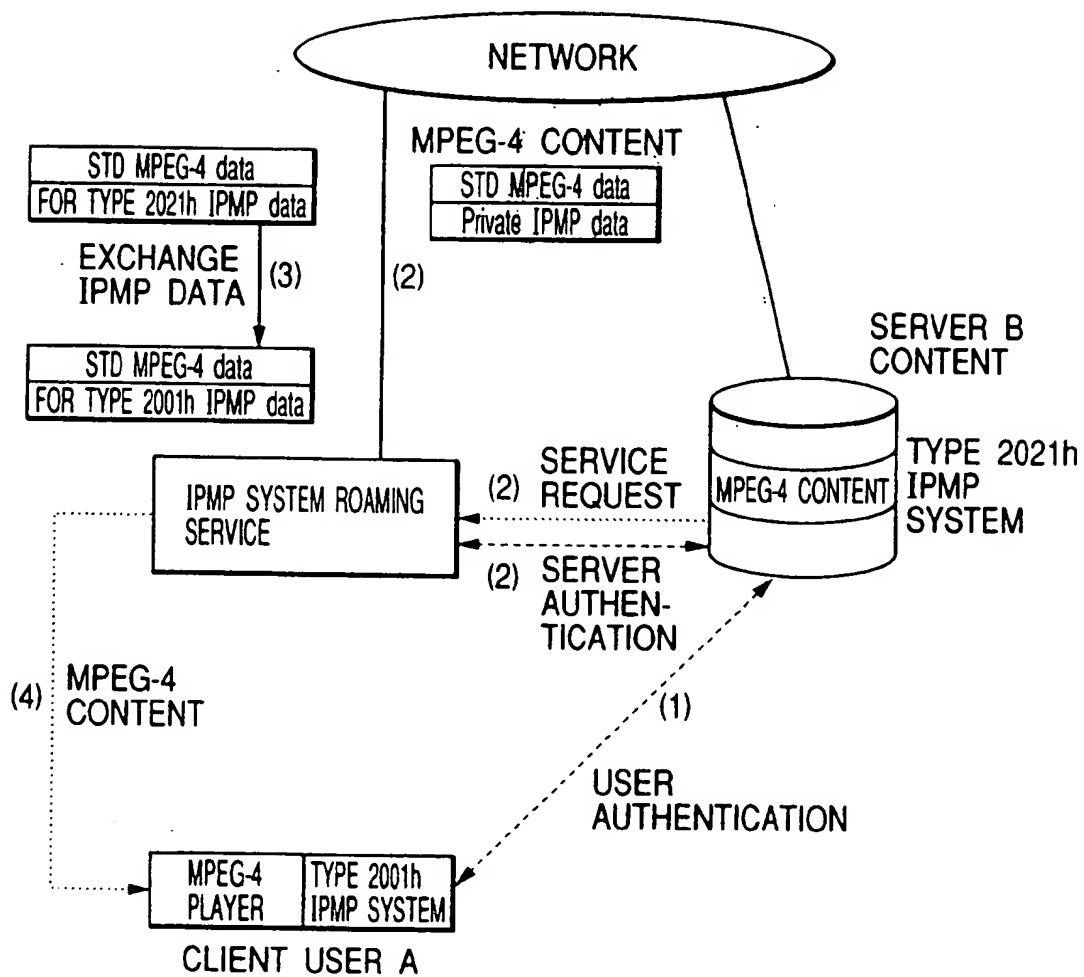 NETWORK
MPEG-4 CONTENT
STD MPEG-4 data
Private IPMP data
STD MPEG-4 data
FOR TYPE 2021h IPMP data
EXCHANGE
IPMP DATA
(3)
(2)
STD MPEG-4 data
FOR TYPE 2001h IPMP data
SERVER B
CONTENT
MPEG-4 CONTENT
TYPE 2021h
IPMP
SYSTEM
IPMP SYSTEM ROAMING
SERVICE
(2)
SERVICE
REQUEST
(2)
SERVER
AUTHEN-
TICATION
(4)
MPEG-4
CONTENT
(1)
USER
AUTHENTICATION
MPEG-4
PLAYER
TYPE 2001h
IPMP SYSTEM
CLIENT USER A